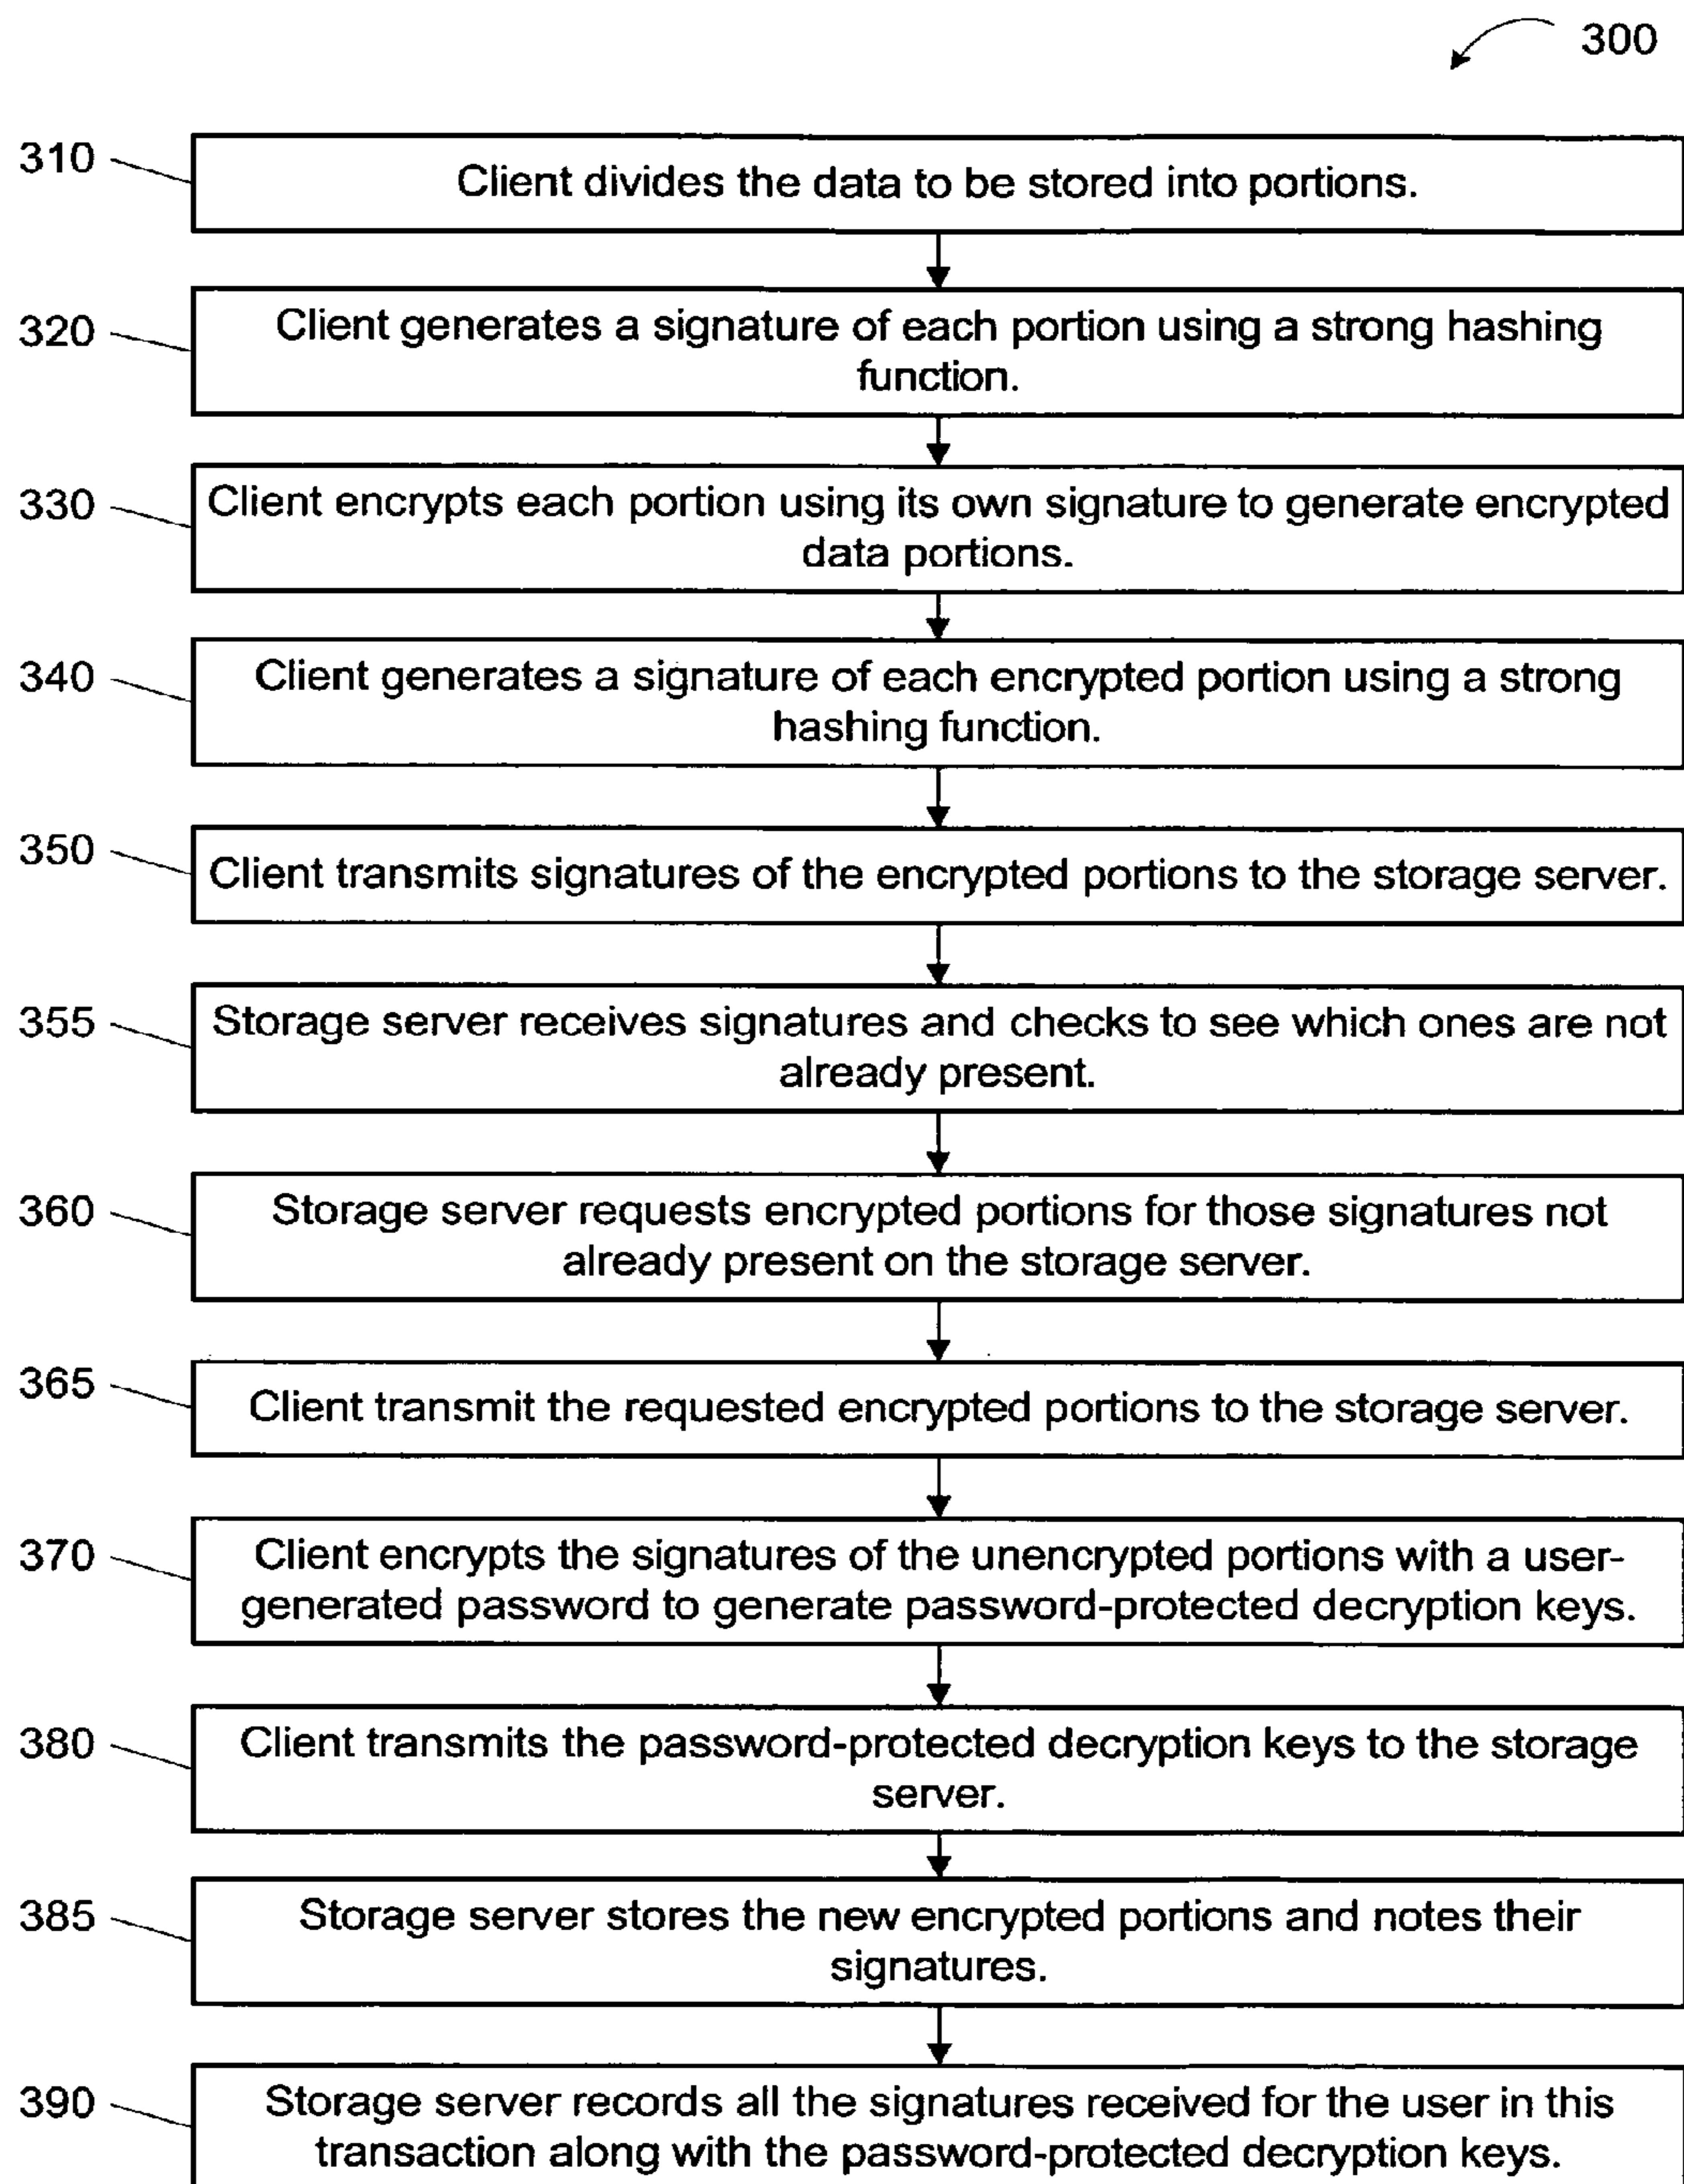 300
310
Client divides the data to be stored into portions.
320
Client generates a signature of each portion using a strong hashing
function.
330
Client encrypts each portion using its own signature to generate encrypted
data portions.
340
Client generates a signature of each encrypted portion using a strong
hashing function.
350
Client transmits signatures of the encrypted portions to the storage server.
355
Storage server receives signatures and checks to see which ones are not
already present.
360
Storage server requests encrypted portions for those signatures not
already present on the storage server.
365
Client transmit the requested encrypted portions to the storage server.
370
Client encrypts the signatures of the unencrypted portions with a user-
generated password to generate password-protected decryption keys.
380
Client transmits the password-protected decryption keys to the storage
server.
385
Storage server stores the new encrypted portions and notes their
signatures.
390
Storage server records all the signatures received for the user in this
transaction along with the password-protected decryption keys.